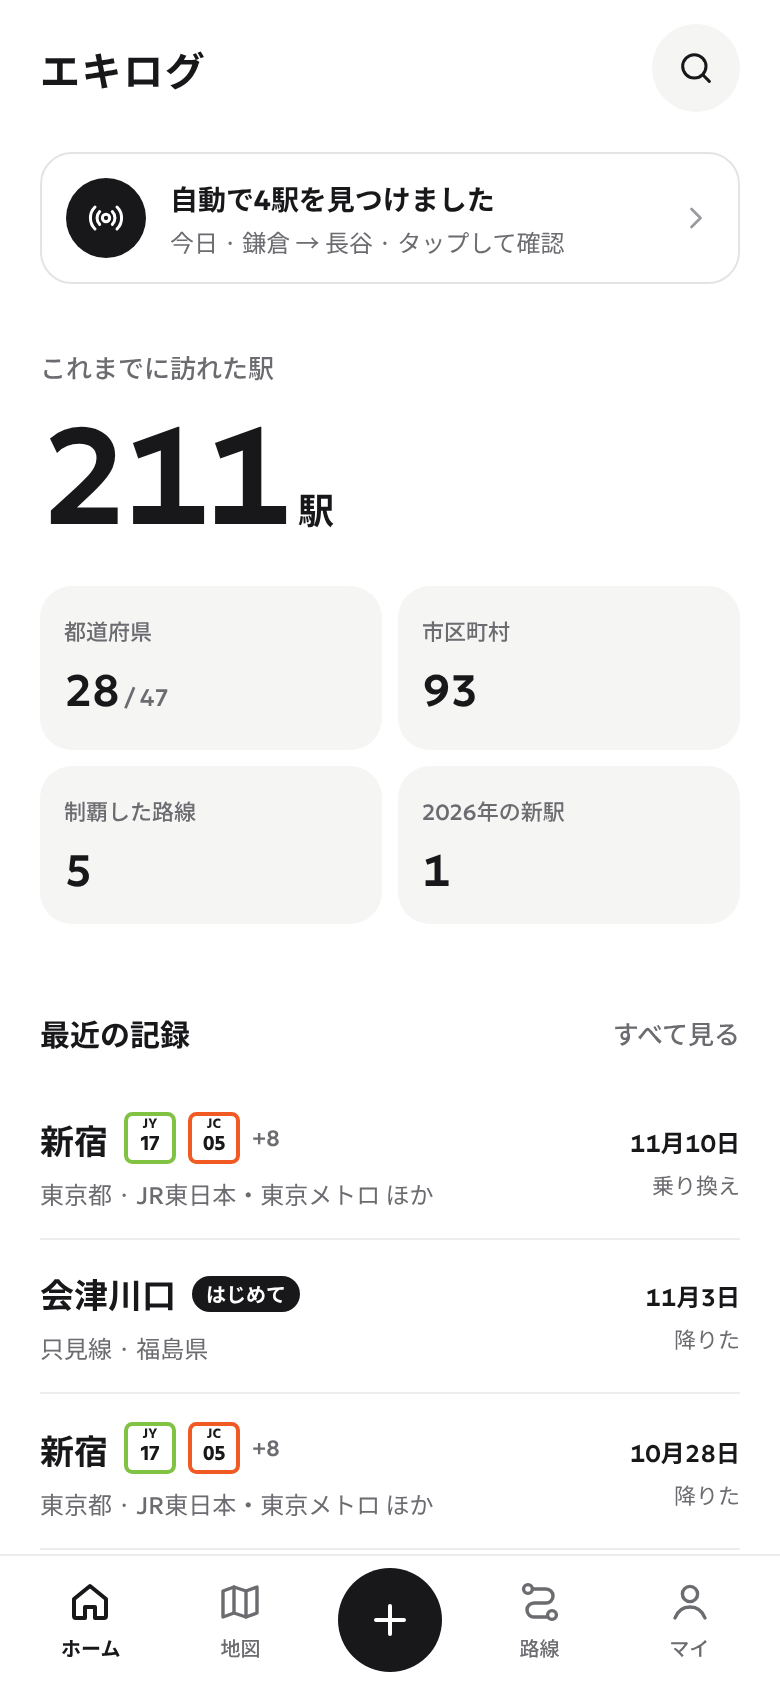 エキログ
自動で4駅を見つけました
今日 · 鎌倉 → 長谷 · タップして確認
これまでに訪れた駅
211駅
都道府県
28 / 47
市区町村
93
制覇した路線
5
2026年の新駅
1
最近の記録
すべて見る
新宿 JY 17 JC 05 +8
11月10日
東京都 · JR東日本・東京メトロ ほか
乗り換え
会津川口 はじめて
11月3日
只見線 · 福島県
降りた
新宿 JY 17 JC 05 +8
10月28日
東京都 · JR東日本・東京メトロ ほか
降りた
ホーム
地図
路線
マイ